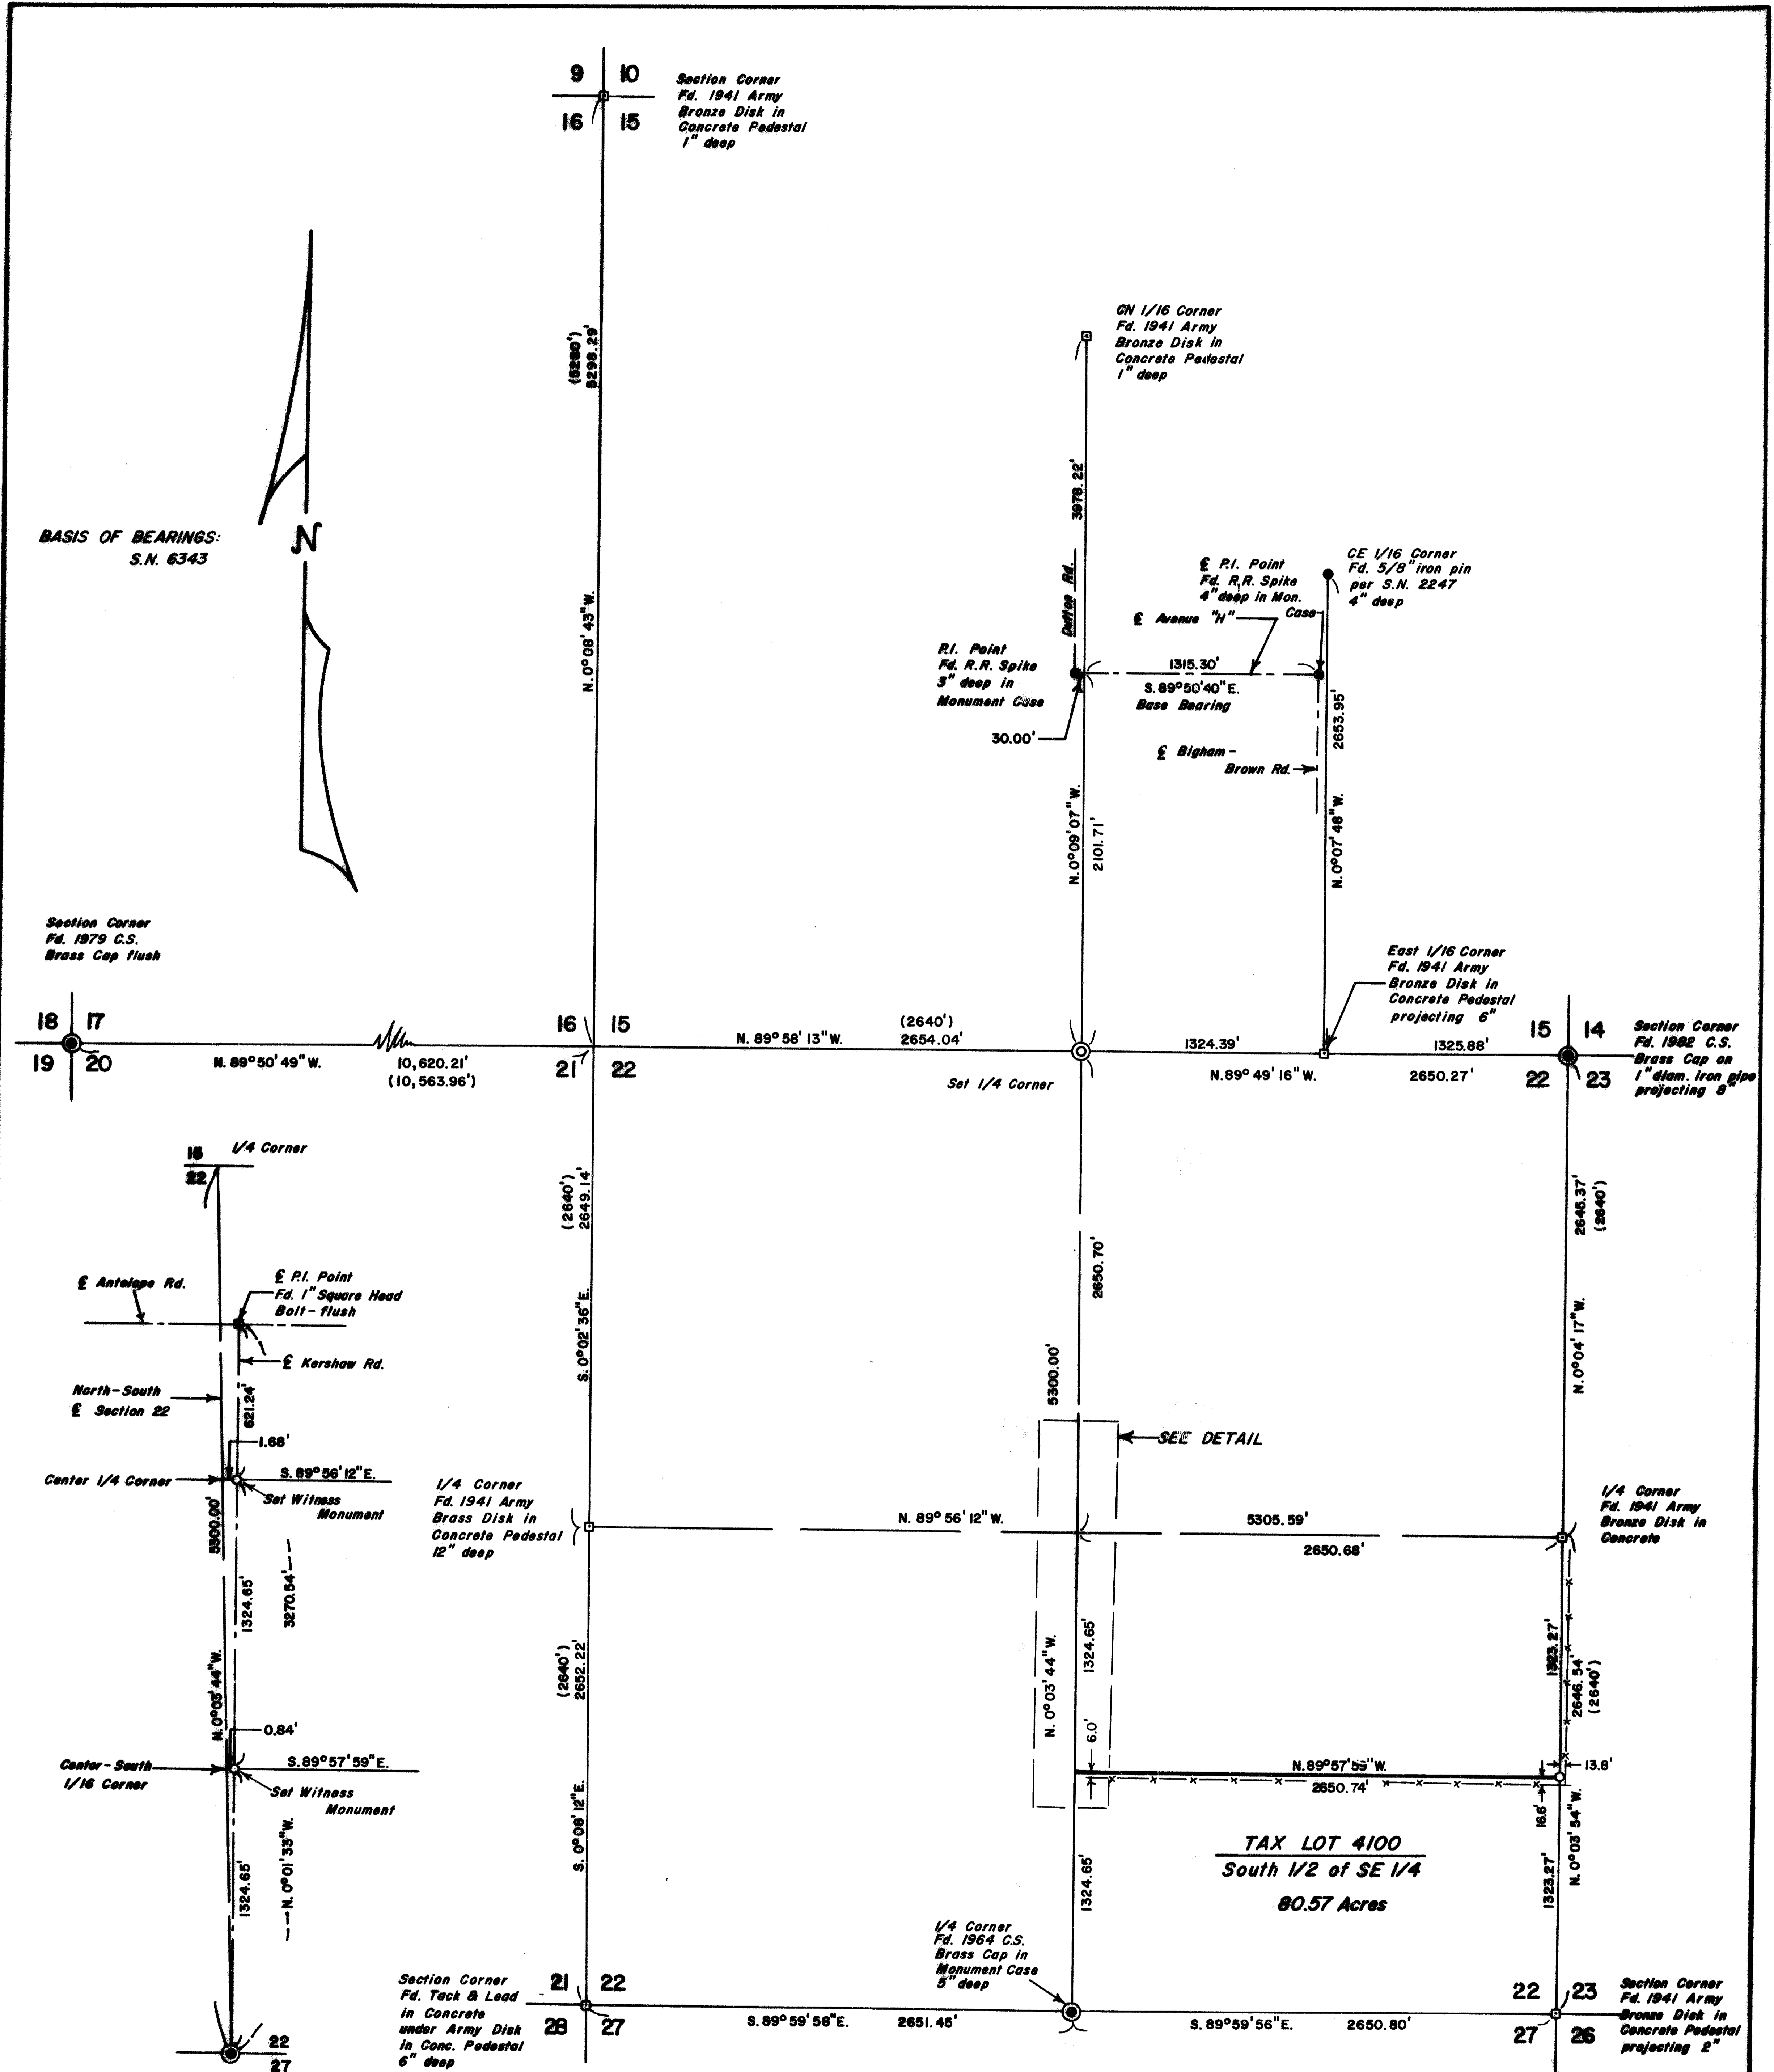 9 10
16 15
Section Corner
Fd. 1941 Army
Bronze Disk in
Concrete Pedestal
1" deep
(5280')
5298.29'
N. 0° 08' 43" W.
GN 1/16 Corner
Fd. 1941 Army
Bronze Disk in
Concrete Pedestal
1" deep
3978.22'
Dutton Rd.
BASIS OF BEARINGS:
S.N. 6343
N
℄ P.I. Point
Fd. R.R. Spike
4" deep in Mon.
Case
CE 1/16 Corner
Fd. 5/8" iron pin
per S.N. 2247
4" deep
℄ Avenue "H"
P.I. Point
Fd. R.R. Spike
3" deep in
Monument Case
30.00'
1315.30'
S. 89° 50' 40" E.
Base Bearing
℄ Bigham-
Brown Rd.
2653.95'
N. 0° 07' 48" W.
N. 0° 09' 07" W.
2101.71'
Section Corner
Fd. 1979 C.S.
Brass Cap flush
East 1/16 Corner
Fd. 1941 Army
Bronze Disk in
Concrete Pedestal
projecting 6"
18 17
19 20
N. 89° 50' 49" W.
10,620.21'
(10,563.96')
16 15
21 22
N. 89° 58' 13" W.
(2640')
2654.04'
Set 1/4 Corner
1324.39'
1325.88'
N. 89° 49' 16" W.
2650.27'
15 14
22 23
Section Corner
Fd. 1982 C.S.
Brass Cap on
1" diam. iron pipe
projecting 8"
15
22
1/4 Corner
℄ Antelope Rd.
℄ P.I. Point
Fd. 1" Square Head
Bolt-flush
℄ Kershaw Rd.
North-South
℄ Section 22
621.24'
1.68'
Center 1/4 Corner
S. 89° 56' 12" E.
Set Witness
Monument
5300.00'
1324.65'
3270.54'
N. 0° 03' 44" W.
0.84'
Center-South
1/16 Corner
S. 89° 57' 59" E.
Set Witness
Monument
1324.65'
N. 0° 01' 33" W.
22
27
(2640')
2649.14'
S. 0° 02' 36" E.
2650.70'
5300.00'
SEE DETAIL
2645.37'
(2640')
N. 0° 04' 17" W.
1/4 Corner
Fd. 1941 Army
Brass Disk in
Concrete Pedestal
12" deep
N. 89° 56' 12" W.
5305.59'
2650.68'
1/4 Corner
Fd. 1941 Army
Bronze Disk in
Concrete
(2640')
2652.22'
S. 0° 08' 12" E.
N. 0° 03' 44" W.
1324.65'
6.0'
1323.27'
2646.54'
(2640')
N. 89° 57' 59" W.
2650.74'
13.8'
16.6'
N. 0° 03' 54" W.
1323.27'
1324.65'
TAX LOT 4100
South 1/2 of SE 1/4
80.57 Acres
1/4 Corner
Fd. 1964 C.S.
Brass Cap in
Monument Case
5" deep
Section Corner
Fd. Tack & Lead
in Concrete
under Army Disk
in Conc. Pedestal
6" deep
21 22
28 27
S. 89° 59' 58" E.
2651.45'
S. 89° 59' 56" E.
2650.80'
22 23
27 26
Section Corner
Fd. 1941 Army
Bronze Disk in
Concrete Pedestal
projecting 2"